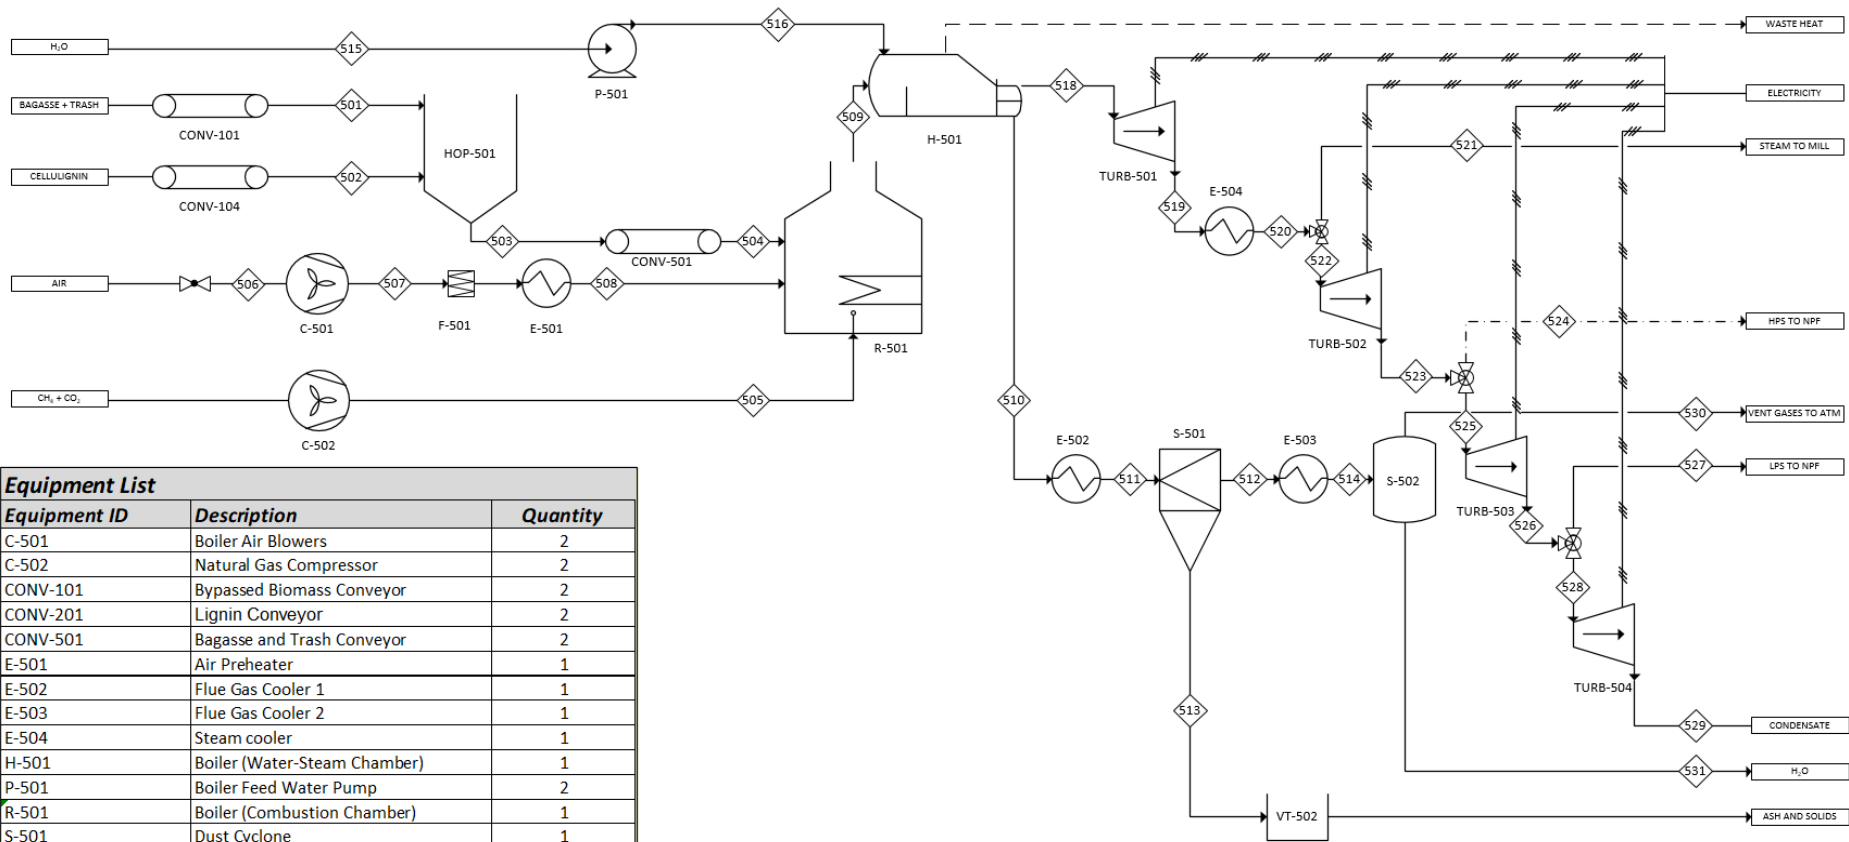 516
WASTE HEAT
H₂O
515
P-501
518
ELECTRICITY
BAGASSE + TRASH
501
CONV-101
509
H-501
HOP-501
521
STEAM TO MILL
CELLULIGNIN
502
CONV-104
TURB-501
E-504
519
520
503
504
CONV-501
522
AIR
506
507
508
C-501
F-501
E-501
R-501
TURB-502
524
HPS TO NPF
523
CH₄ + CO₂
505
C-502
510
530
VENT GASES TO ATM
525
E-502
S-501
E-503
527
LPS TO NPF
511
512
514
S-502
TURB-503
526
528
TURB-504
513
529
CONDENSATE
531
H₂O
VT-502
ASH AND SOLIDS
Equipment List
Equipment ID Description Quantity
C-501 Boiler Air Blowers 2
C-502 Natural Gas Compressor 2
CONV-101 Bypassed Biomass Conveyor 2
CONV-201 Lignin Conveyor 2
CONV-501 Bagasse and Trash Conveyor 2
E-501 Air Preheater 1
E-502 Flue Gas Cooler 1 1
E-503 Flue Gas Cooler 2 1
E-504 Steam cooler 1
H-501 Boiler (Water-Steam Chamber) 1
P-501 Boiler Feed Water Pump 2
R-501 Boiler (Combustion Chamber) 1
S-501 Dust Cyclone 1